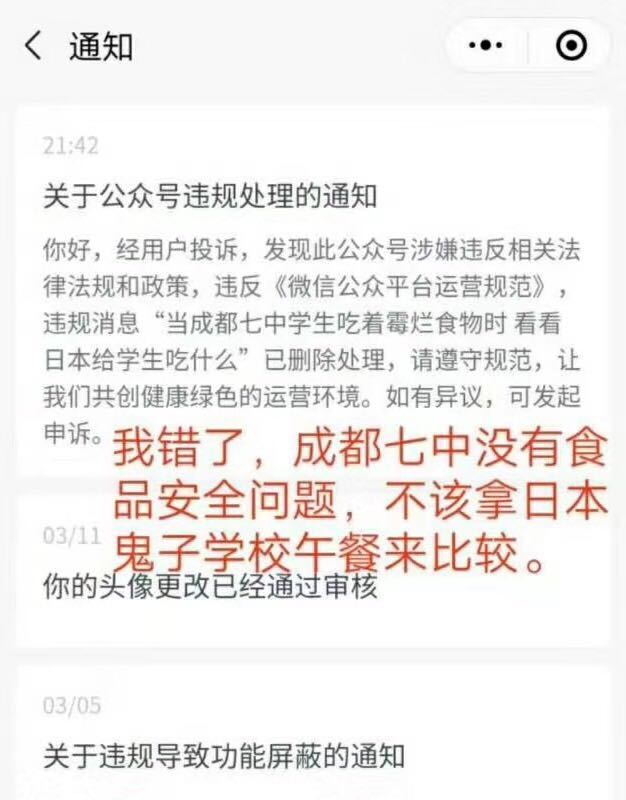 通知
21:42
关于公众号违规处理的通知
你好，经用户投诉，发现此公众号涉嫌违反相关法
律法规和政策，违反《微信公众平台运营规范》，
违规消息“当成都七中学生吃着霉烂食物时 看看
日本给学生吃什么”已删除处理，请遵守规范，让
我们共创健康绿色的运营环境。如有异议，可发起
申诉。
我错了，成都七中没有食
品安全问题，不该拿日本
鬼子学校午餐来比较。
03/11
你的头像更改已经通过审核
03/05
关于违规导致功能屏蔽的通知